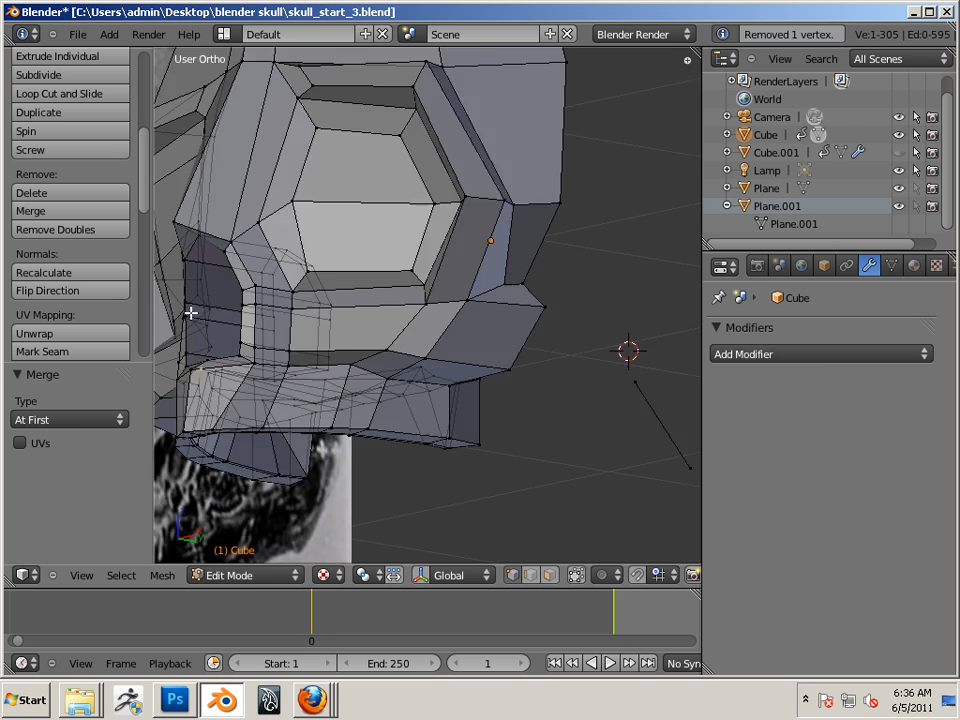 Blender* [C:\Users\admin\Desktop\blender skull\skull_start_3.blend]
File Add Render Help Default Scene Blender Render Removed 1 vertex. Ve:1-305 | Ed:0-595
Extrude Individual
Subdivide
Loop Cut and Slide
Duplicate
Spin
Screw
Remove:
Delete
Merge
Remove Doubles
Normals:
Recalculate
Flip Direction
UV Mapping:
Unwrap
Mark Seam
Merge
Type
At First
UVs
User Ortho
(1) Cube
View Search All Scenes
RenderLayers
World
Camera
Cube
Cube.001
Lamp
Plane
Plane.001
Plane.001
Cube
Modifiers
Add Modifier
View Select Mesh Edit Mode Global
0
View Frame Playback Start: 1 End: 250 1 No Syn
Start Ps 6:36 AM
6/5/2011